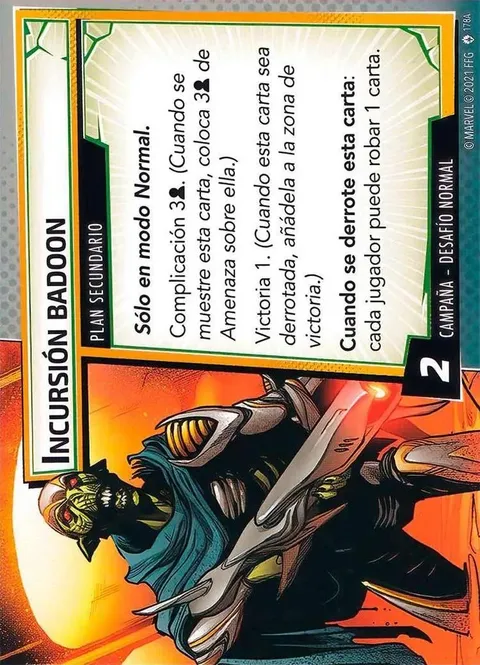 INCURSIÓN BADOON
PLAN SECUNDARIO
Sólo en modo Normal.
Complicación 3👤. (Cuando se
muestre esta carta, coloca 3👤 de
Amenaza sobre ella.)
Victoria 1. (Cuando esta carta sea
derrotada, añádela a la zona de
victoria.)
Cuando se derrote esta carta:
cada jugador puede robar 1 carta.
2
CAMPAÑA – DESAFÍO NORMAL
© MARVEL © 2021 FFG 178A